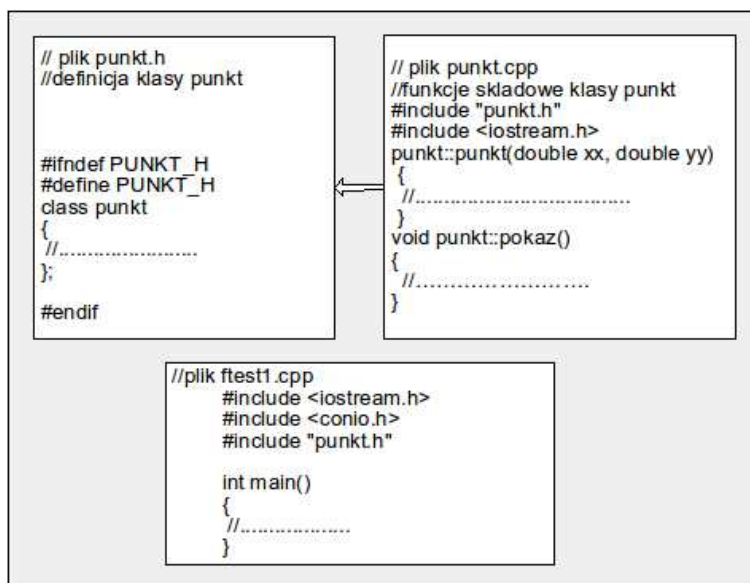 // plik punkt.h
//definicja klasy punkt
#ifndef PUNKT_H
#define PUNKT_H
class punkt
{
//........................
};
#endif
// plik punkt.cpp
//funkcje skladowe klasy punkt
#include "punkt.h"
#include <iostream.h>
punkt::punkt(double xx, double yy)
{
//.....................................
}
void punkt::pokaz()
{
//..............................
}
//plik ftest1.cpp
#include <iostream.h>
#include <conio.h>
#include "punkt.h"
int main()
{
//...................
}